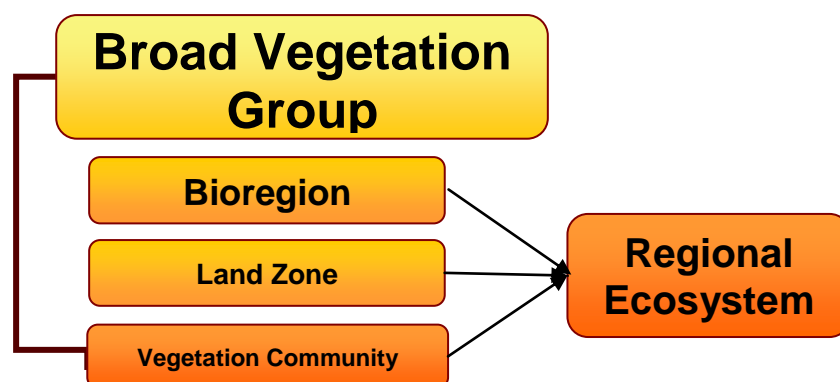 Broad Vegetation
Group
Bioregion
Land Zone
Vegetation Community
Regional
Ecosystem